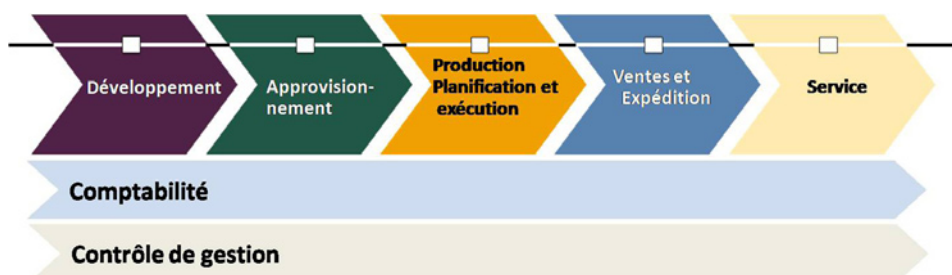 Développement
Approvision-
nement
Production
Planification et
exécution
Ventes et
Expédition
Service
Comptabilité
Contrôle de gestion